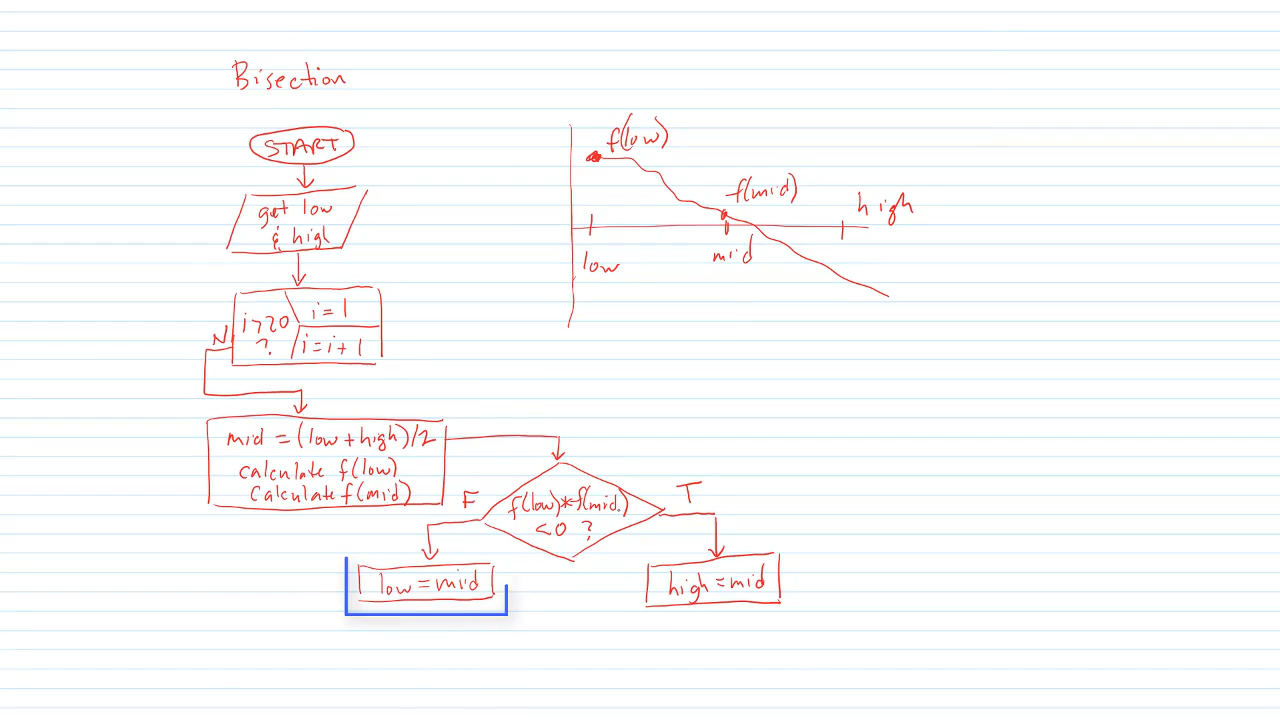 Bisection
START
get low
& high
i>20
?
i=1
i=i+1
N
mid = (low+high)/2
calculate f(low)
calculate f(mid)
f(low)*f(mid)
<0 ?
F
T
low=mid
high=mid
f(low)
f(mid)
high
low
mid